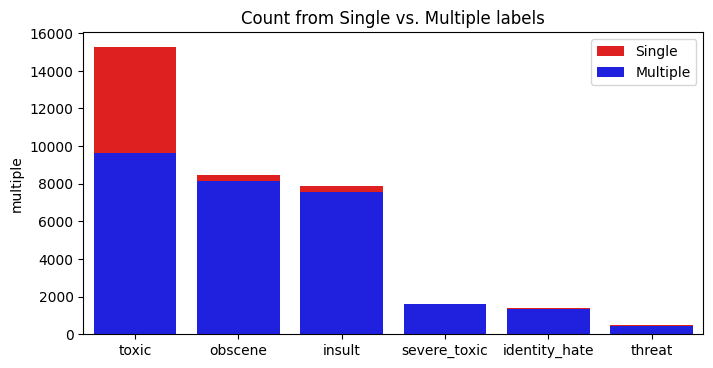 Count from Single vs. Multiple labels
Single
Multiple
multiple
16000
14000
12000
10000
8000
6000
4000
2000
0
toxic obscene insult severe_toxic identity_hate threat